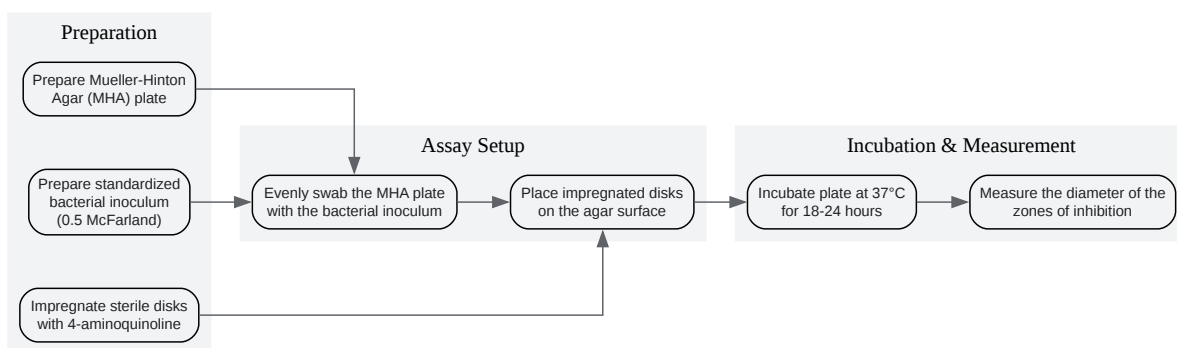 Preparation
Prepare Mueller-Hinton
Agar (MHA) plate
Prepare standardized
bacterial inoculum
(0.5 McFarland)
Impregnate sterile disks
with 4-aminoquinoline
Assay Setup
Evenly swab the MHA plate
with the bacterial inoculum
Place impregnated disks
on the agar surface
Incubation & Measurement
Incubate plate at 37°C
for 18-24 hours
Measure the diameter of the
zones of inhibition